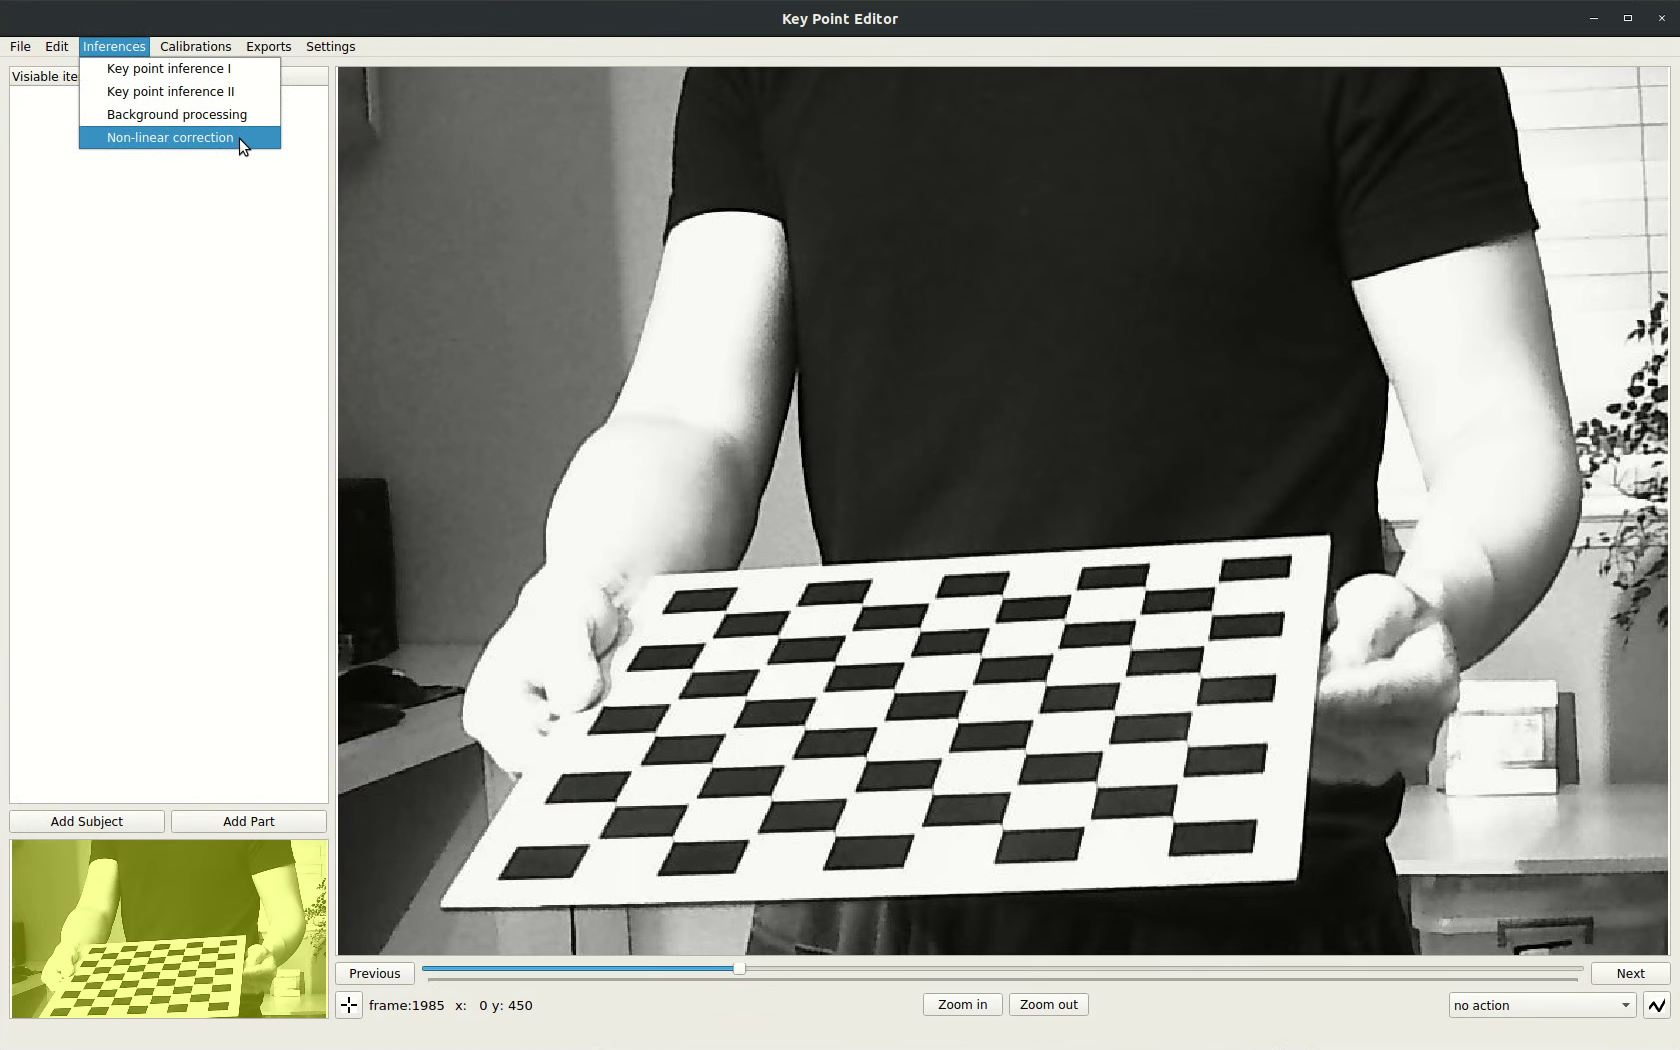 Key Point Editor
File Edit Inferences Calibrations Exports Settings
Visiable ite
Key point inference I
Key point inference II
Background processing
Non-linear correction
Add Subject Add Part
Previous Next
frame:1985 x: 0 y: 450 Zoom in Zoom out no action